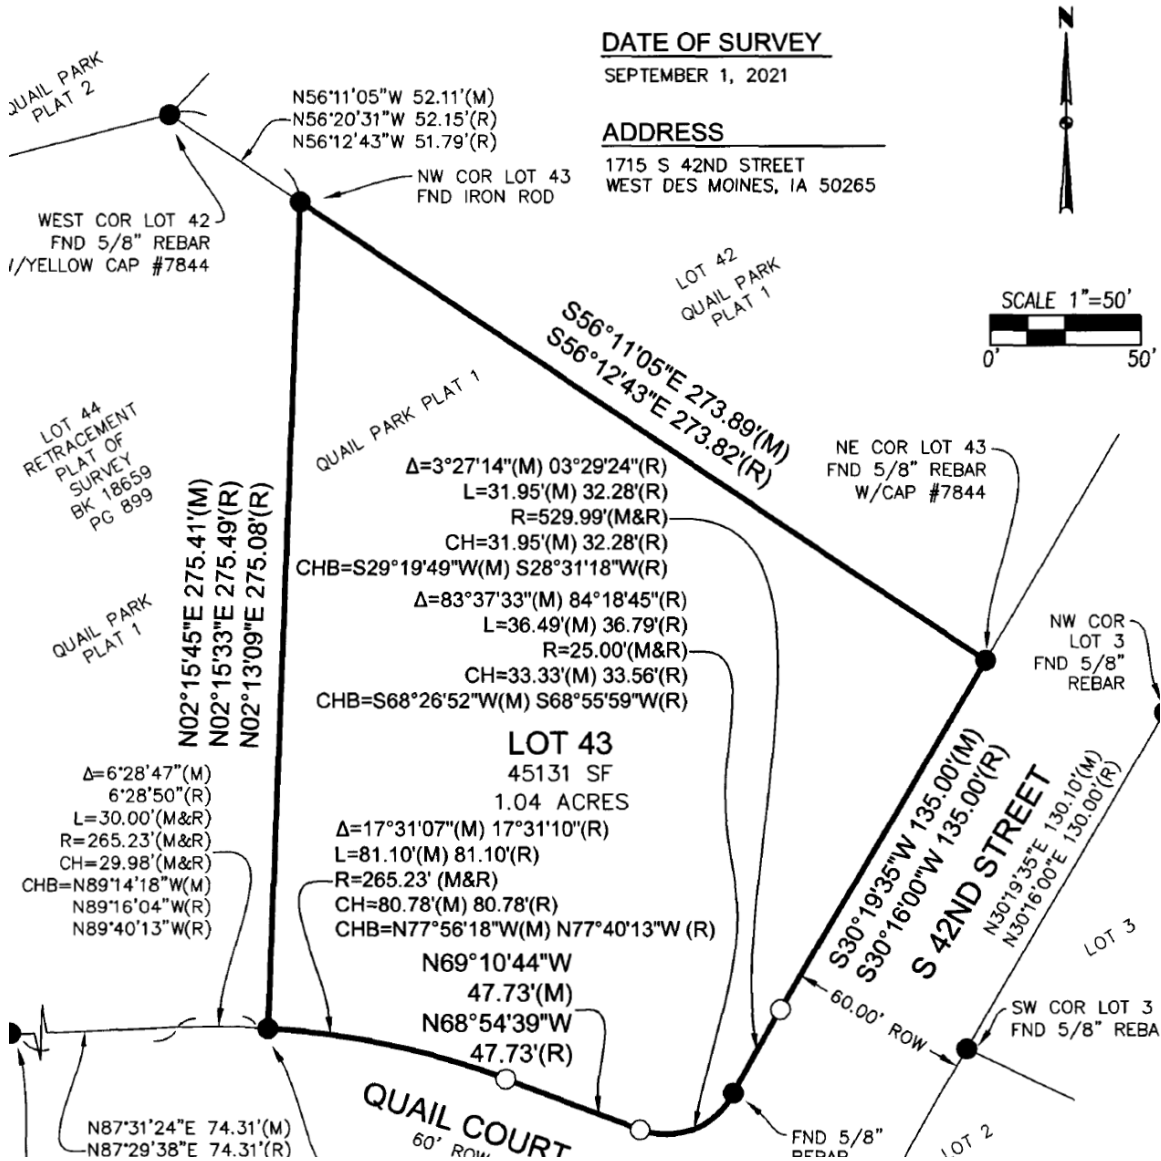 QUAIL PARK
PLAT 2
N56°11'05"W 52.11'(M)
N56°20'31"W 52.15'(R)
N56°12'43"W 51.79'(R)
DATE OF SURVEY
SEPTEMBER 1, 2021
ADDRESS
1715 S 42ND STREET
WEST DES MOINES, IA 50265
N
NW COR LOT 43
FND IRON ROD
WEST COR LOT 42
FND 5/8" REBAR
/YELLOW CAP #7844
LOT 42
QUAIL PARK
PLAT 1
SCALE 1"=50'
0' 50'
S56°11'05"E 273.89'(M)
S56°12'43"E 273.82'(R)
QUAIL PARK PLAT 1
LOT 44
RETRACEMENT
PLAT OF
SURVEY
BK 18659
PG 899
NE COR LOT 43
FND 5/8" REBAR
W/CAP #7844
Δ=3°27'14"(M) 03°29'24"(R)
L=31.95'(M) 32.28'(R)
R=529.99'(M&R)
CH=31.95'(M) 32.28'(R)
CHB=S29°19'49"W(M) S28°31'18"W(R)
N02°15'45"E 275.41'(M)
N02°15'33"E 275.49'(R)
N02°13'09"E 275.08'(R)
QUAIL PARK
PLAT 1
Δ=83°37'33"(M) 84°18'45"(R)
L=36.49'(M) 36.79'(R)
R=25.00'(M&R)
CH=33.33'(M) 33.56'(R)
CHB=S68°26'52"W(M) S68°55'59"W(R)
NW COR
LOT 3
FND 5/8"
REBAR
LOT 43
45131 SF
1.04 ACRES
Δ=6°28'47"(M)
6°28'50"(R)
L=30.00'(M&R)
R=265.23'(M&R)
CH=29.98'(M&R)
CHB=N89°14'18"W(M)
N89°16'04"W(R)
N89°40'13"W(R)
Δ=17°31'07"(M) 17°31'10"(R)
L=81.10'(M) 81.10'(R)
R=265.23' (M&R)
CH=80.78'(M) 80.78'(R)
CHB=N77°56'18"W(M) N77°40'13"W (R)
S30°19'35"W 135.00'(M)
S30°16'00"W 135.00'(R)
S 42ND STREET
N30°19'35"E 130.10'(M)
N30°16'00"E 130.00'(R)
LOT 3
N69°10'44"W
47.73'(M)
N68°54'39"W
47.73'(R)
60.00' ROW
SW COR LOT 3
FND 5/8" REBA
QUAIL COURT
60' ROW
N87°31'24"E 74.31'(M)
N87°29'38"E 74.31'(R)
FND 5/8"
REBAR
LOT 2